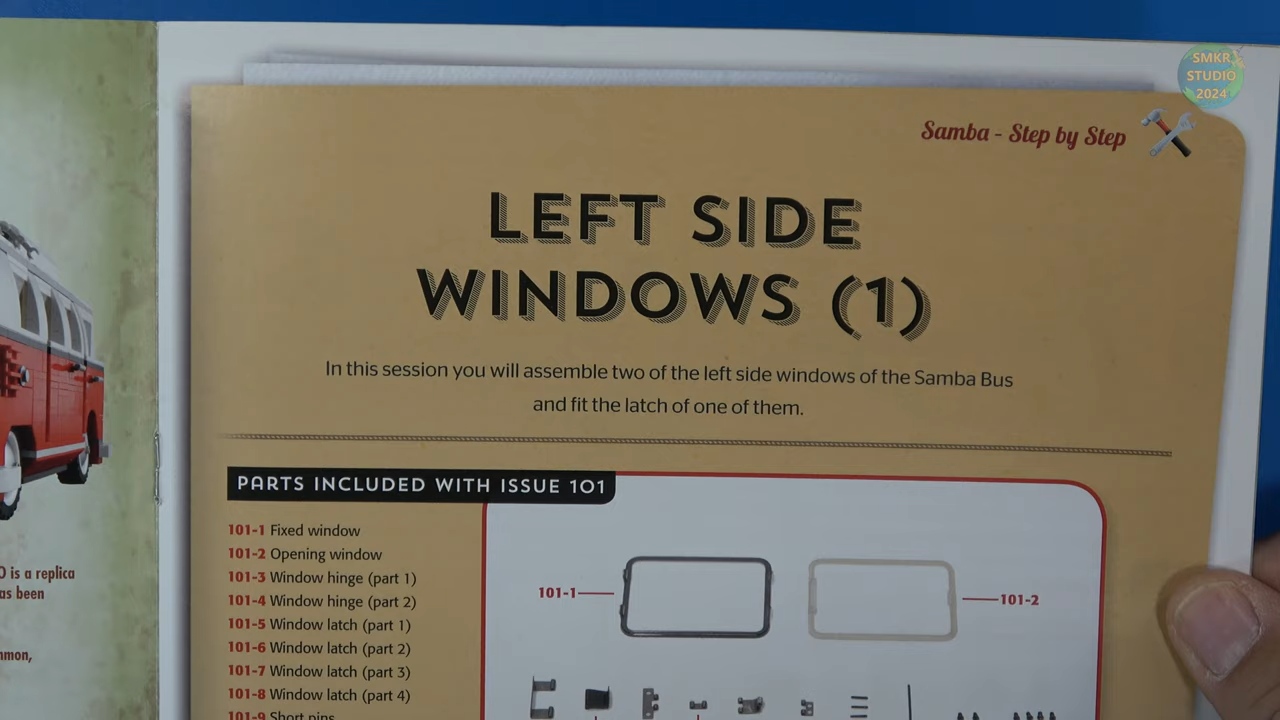 SMKR
STUDIO
2024
Samba - Step by Step
LEFT SIDE
WINDOWS (1)
In this session you will assemble two of the left side windows of the Samba Bus
and fit the latch of one of them.
PARTS INCLUDED WITH ISSUE 101
101-1 Fixed window
101-2 Opening window
101-3 Window hinge (part 1)
101-4 Window hinge (part 2)
101-5 Window latch (part 1)
101-6 Window latch (part 2)
101-7 Window latch (part 3)
101-8 Window latch (part 4)
101-9 Short pins
101-1
101-2
is a replica
as been